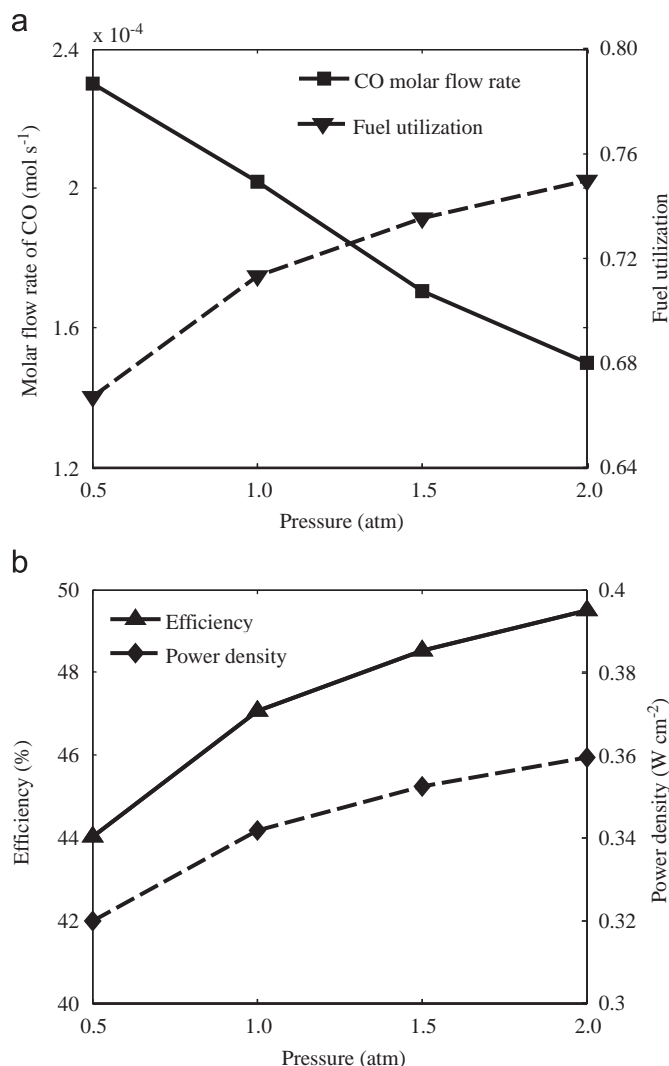 a
x 10⁻⁴
2.4
2
1.6
1.2
Molar flow rate of CO (mol s⁻¹)
CO molar flow rate
Fuel utilization
0.80
0.76
0.72
0.68
0.64
Fuel utilization
0.5 1.0 1.5 2.0
Pressure (atm)
b
50
48
46
44
42
40
Efficiency (%)
Efficiency
Power density
0.4
0.38
0.36
0.34
0.32
0.3
Power density (W cm⁻²)
0.5 1.0 1.5 2.0
Pressure (atm)